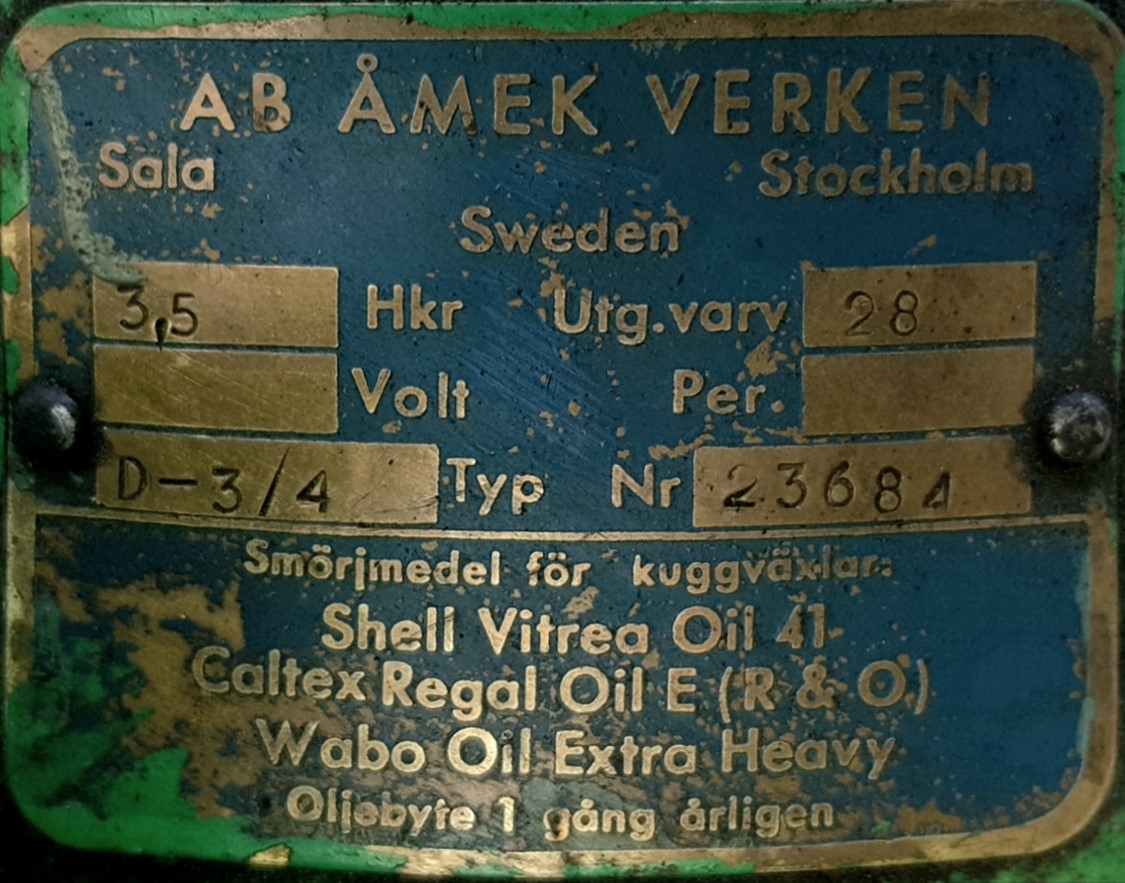 AB ÅMEK VERKEN
Sala Stockholm
Sweden
3,5 Hkr Utg.varv 28
Volt Per.
D-3/4 Typ Nr 23684
Smörjmedel för kuggväxlar:
Shell Vitrea Oil 41
Caltex Regal Oil E (R & O)
Wabo Oil Extra Heavy
Oljebyte 1 gång årligen